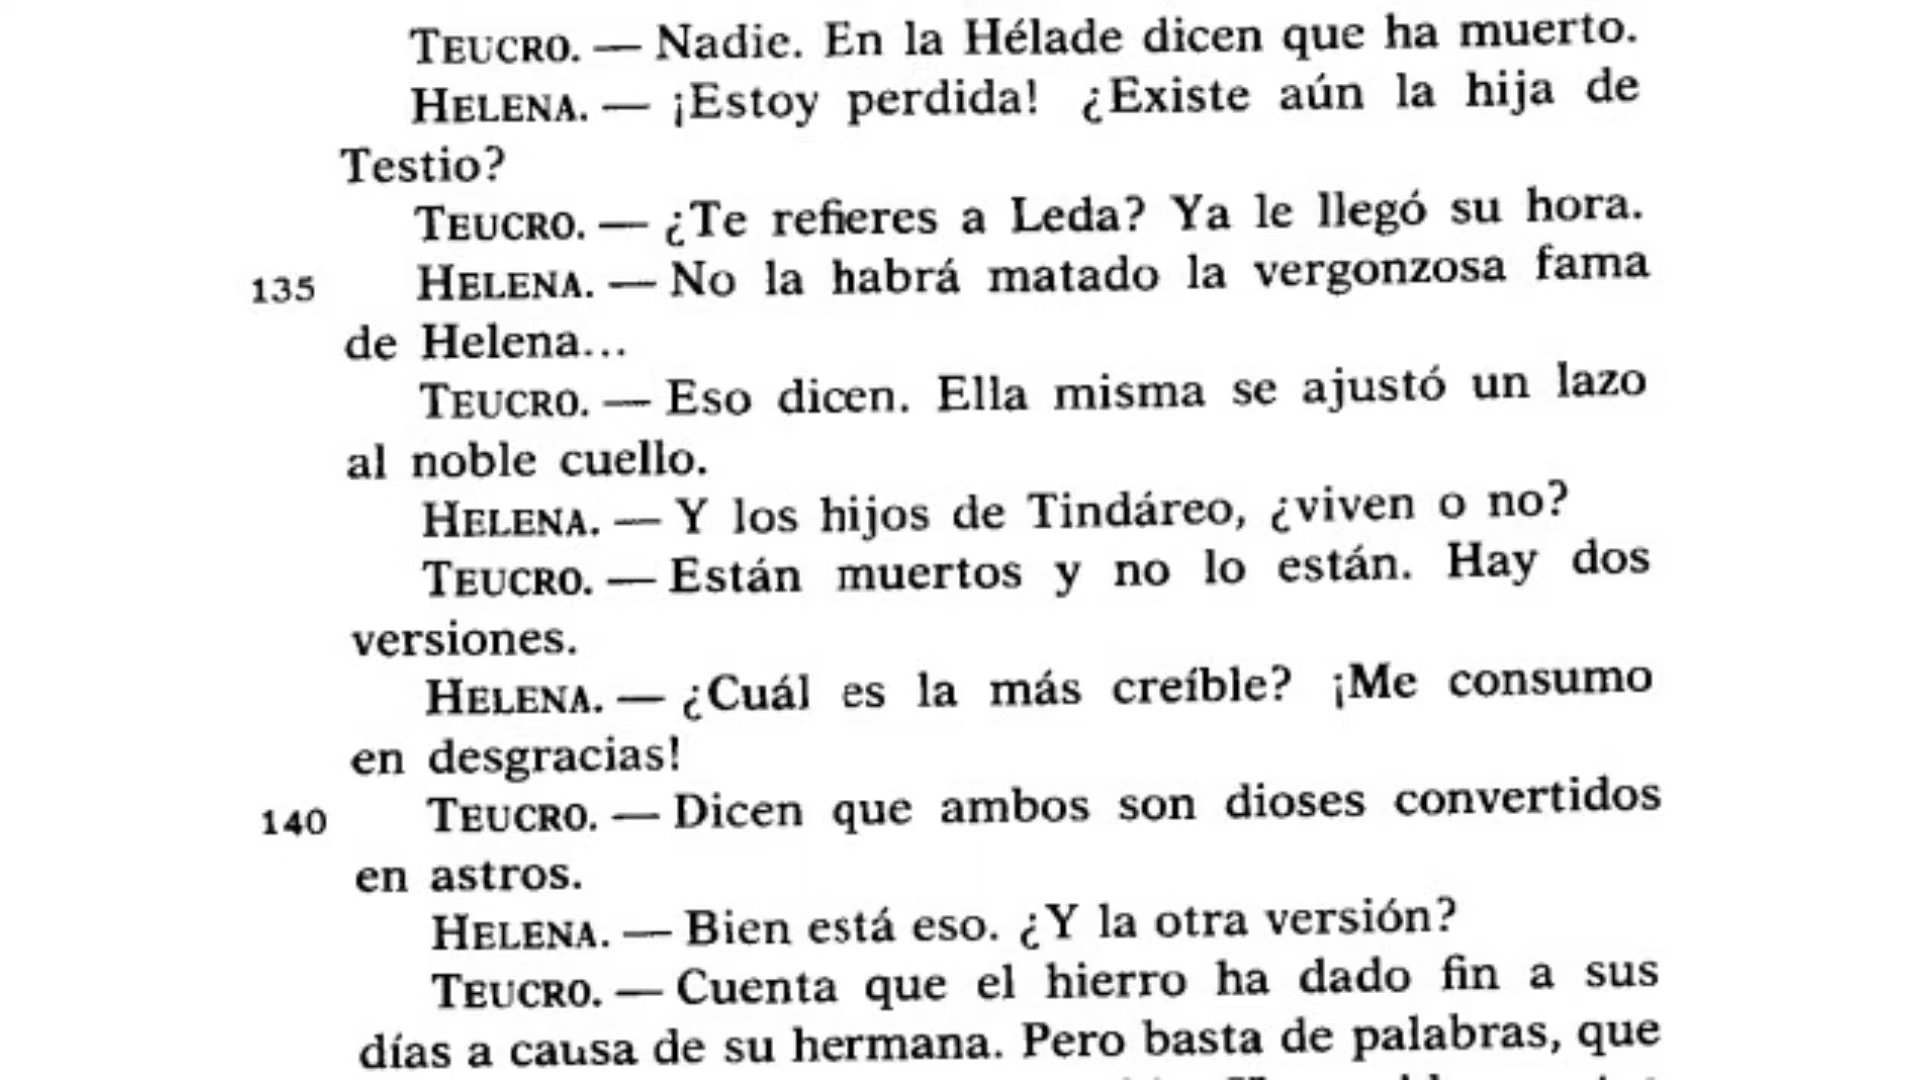 TEUCRO. — Nadie. En la Hélade dicen que ha muerto.
HELENA. — ¡Estoy perdida! ¿Existe aún la hija de
Testio?
TEUCRO. — ¿Te refieres a Leda? Ya le llegó su hora.
135 HELENA. — No la habrá matado la vergonzosa fama
de Helena...
TEUCRO. — Eso dicen. Ella misma se ajustó un lazo
al noble cuello.
HELENA. — Y los hijos de Tindáreo, ¿viven o no?
TEUCRO. — Están muertos y no lo están. Hay dos
versiones.
HELENA. — ¿Cuál es la más creíble? ¡Me consumo
en desgracias!
140 TEUCRO. — Dicen que ambos son dioses convertidos
en astros.
HELENA. — Bien está eso. ¿Y la otra versión?
TEUCRO. — Cuenta que el hierro ha dado fin a sus
días a causa de su hermana. Pero basta de palabras, que